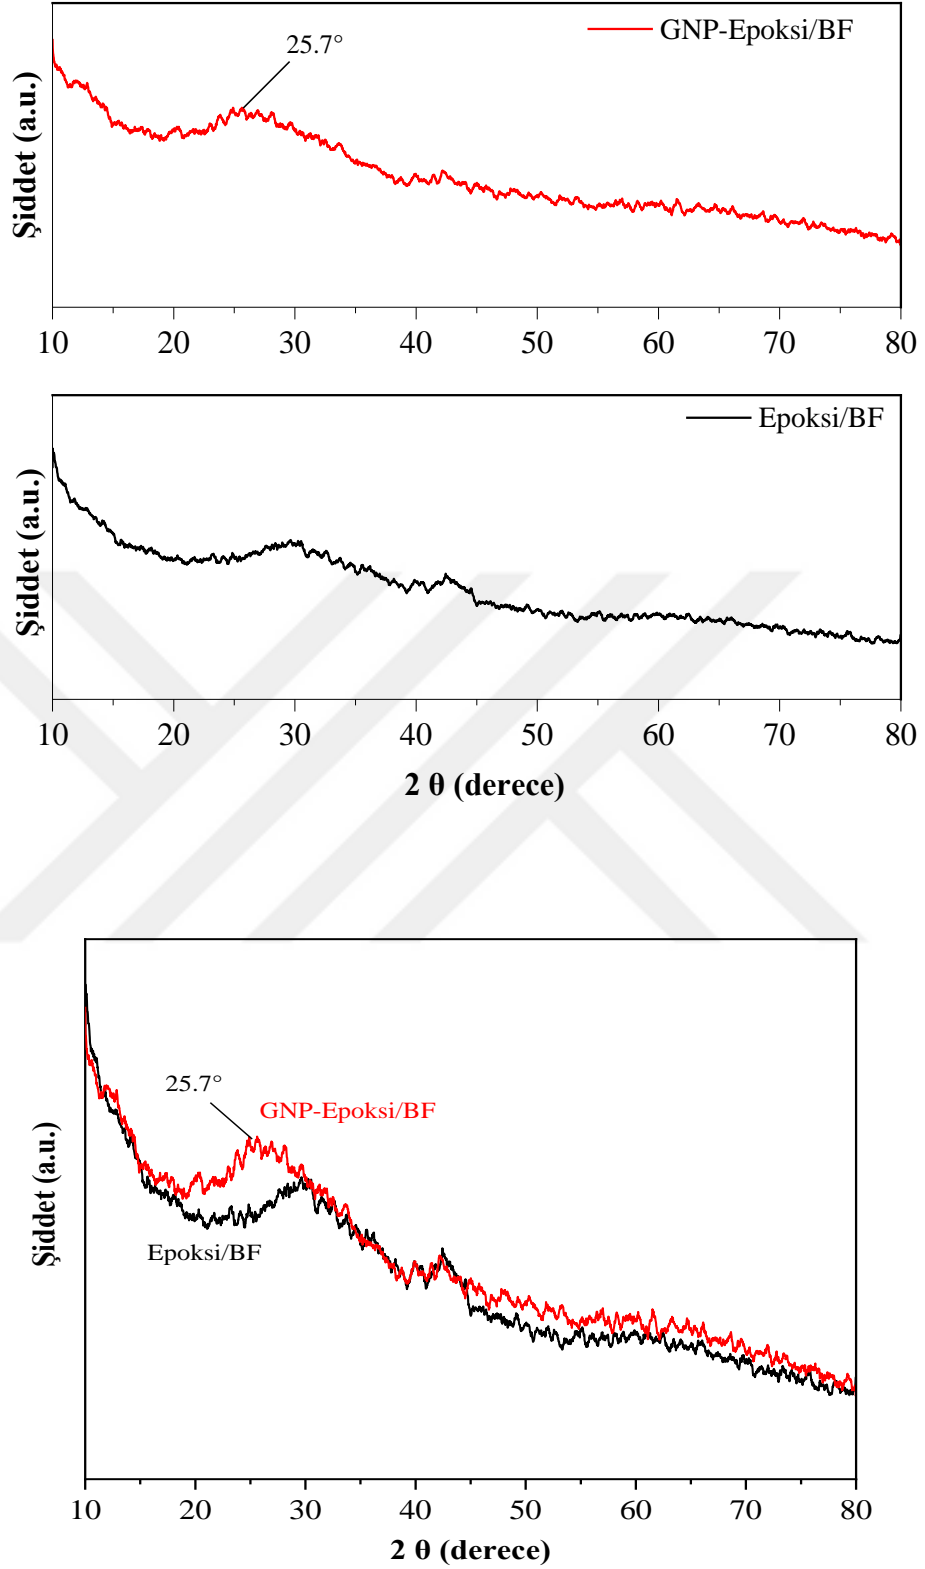 GNP-Epoksi/BF
25.7°
Şiddet (a.u.)
10 20 30 40 50 60 70 80
Epoksi/BF
Şiddet (a.u.)
10 20 30 40 50 60 70 80
2 θ (derece)
25.7°
GNP-Epoksi/BF
Epoksi/BF
Şiddet (a.u.)
10 20 30 40 50 60 70 80
2 θ (derece)